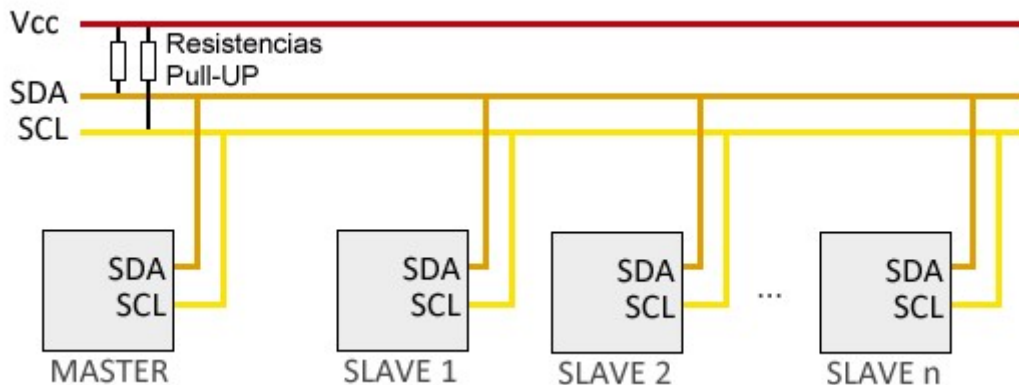 Vcc
Resistencias
Pull-UP
SDA
SCL
SDA
SCL
SDA
SCL
SDA
SCL
...
SDA
SCL
MASTER
SLAVE 1
SLAVE 2
SLAVE n